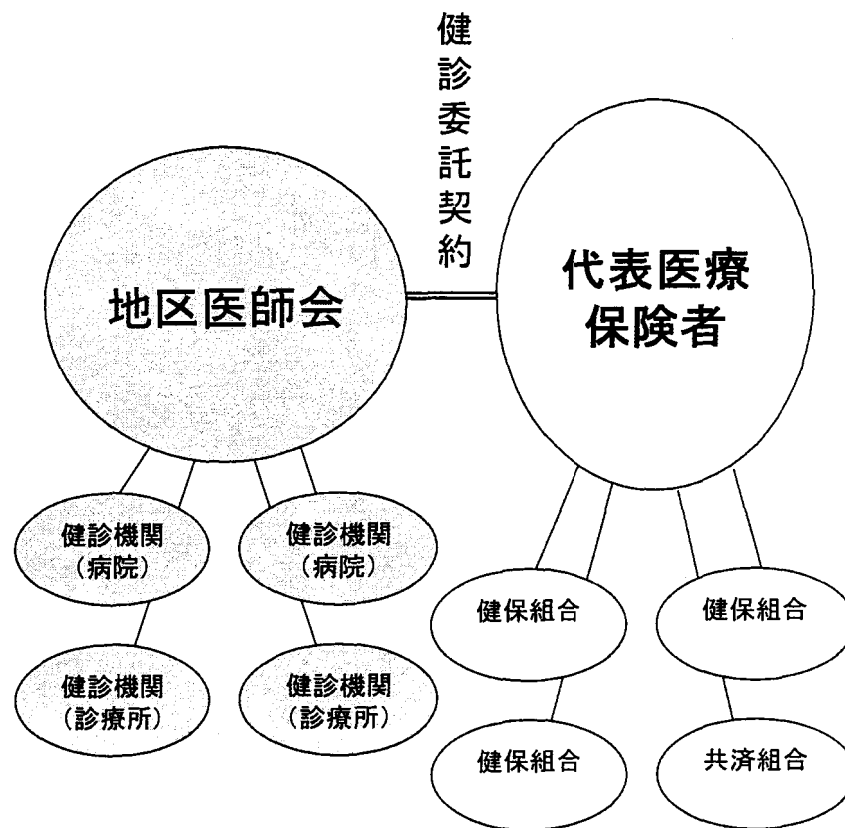 健診委託契約
地区医師会
代表医療
保険者
健診機関
(病院)
健診機関
(病院)
健保組合
健保組合
健診機関
(診療所)
健診機関
(診療所)
健保組合
共済組合